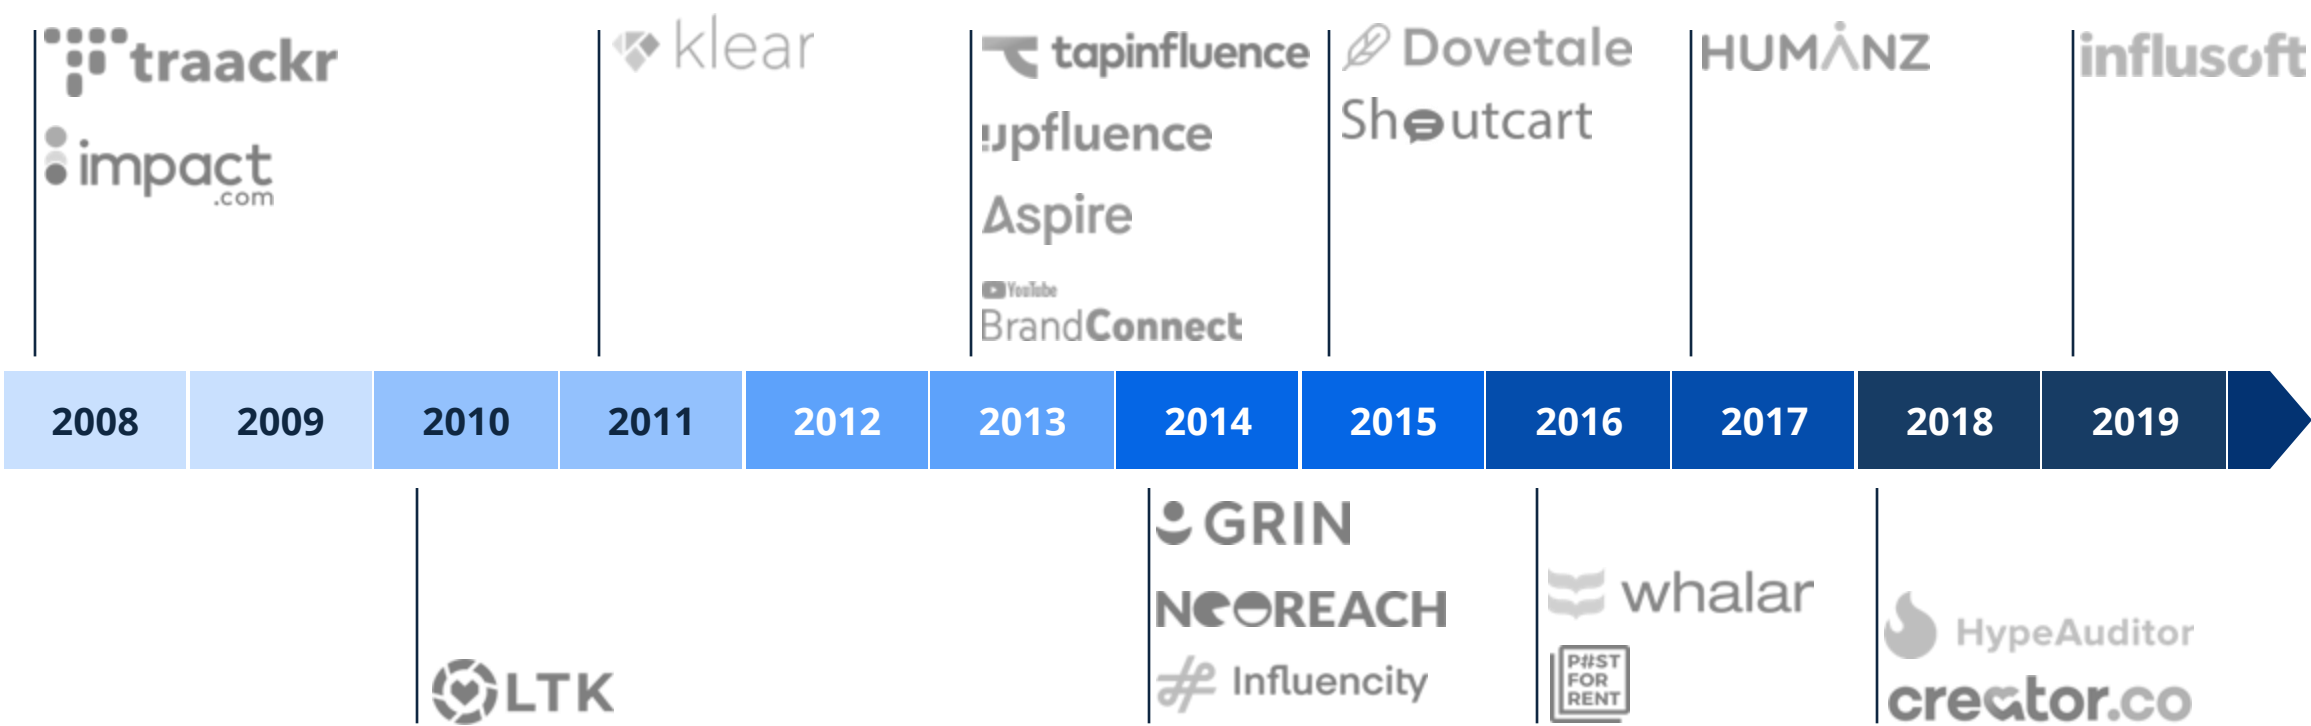 traackr
impact
.com
klear
tapinfluence
upfluence
Aspire
YouTube
BrandConnect
Dovetale
Shoutcart
HUMANZ
influsoft
2008 2009 2010 2011 2012 2013 2014 2015 2016 2017 2018 2019
LTK
GRIN
NEOREACH
Influencity
whalar
P#ST
FOR
RENT
HypeAuditor
creator.co